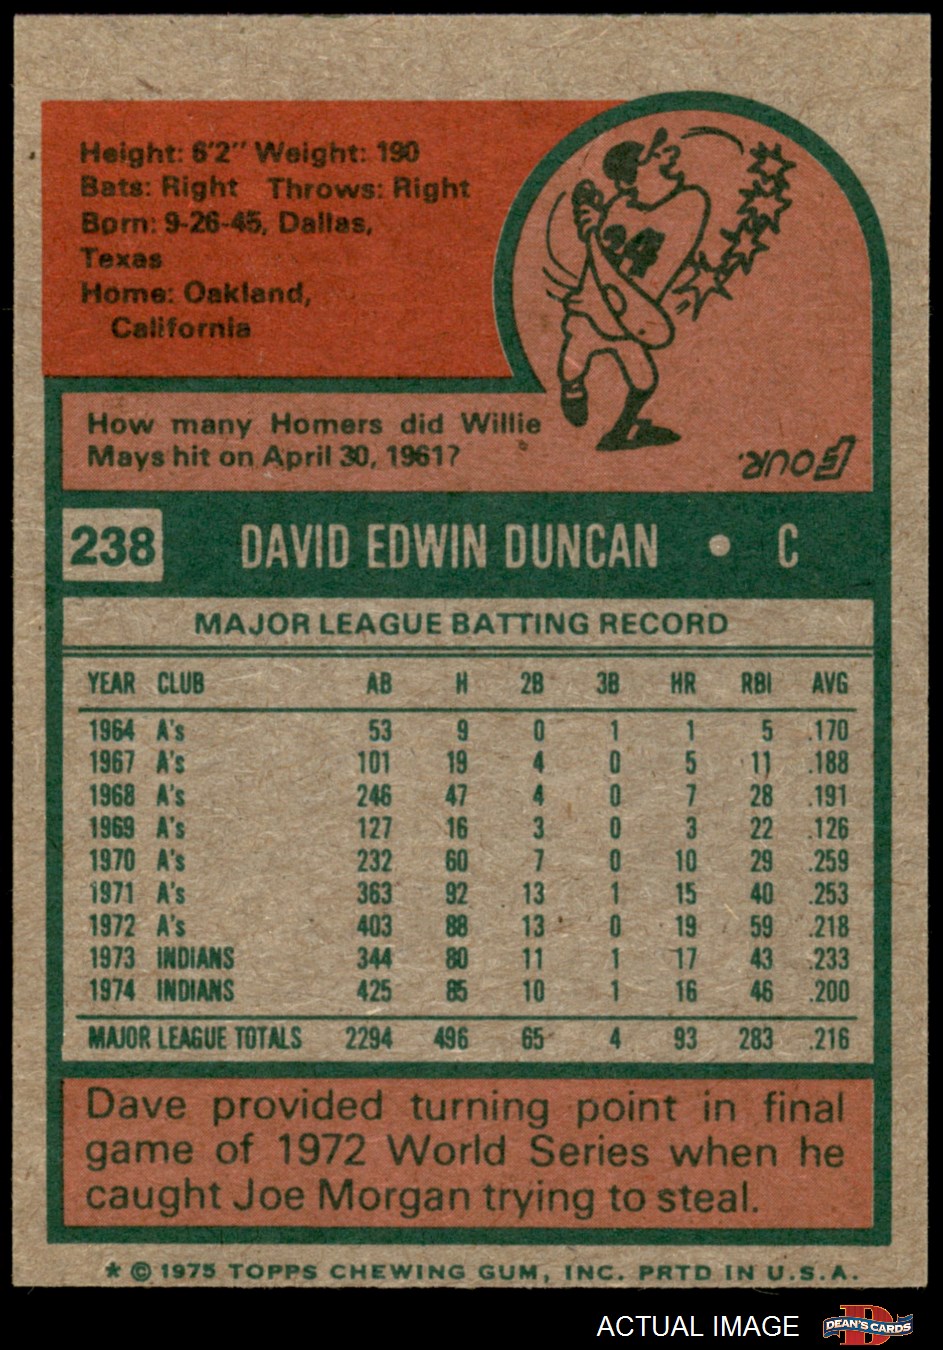 Height: 6'2" Weight: 190
Bats: Right Throws: Right
Born: 9-26-45, Dallas,
Texas
Home: Oakland,
California
24
How many Homers did Willie
Mays hit on April 30, 1961?
FOUR.
238 DAVID EDWIN DUNCAN • C
MAJOR LEAGUE BATTING RECORD
YEAR CLUB AB H 2B 3B HR RBI AVG
1964 A's 53 9 0 1 1 5 .170
1967 A's 101 19 4 0 5 11 .188
1968 A's 246 47 4 0 7 28 .191
1969 A's 127 16 3 0 3 22 .126
1970 A's 232 60 7 0 10 29 .259
1971 A's 363 92 13 1 15 40 .253
1972 A's 403 88 13 0 19 59 .218
1973 INDIANS 344 80 11 1 17 43 .233
1974 INDIANS 425 85 10 1 16 46 .200
MAJOR LEAGUE TOTALS 2294 496 65 4 93 283 .216
Dave provided turning point in final
game of 1972 World Series when he
caught Joe Morgan trying to steal.
* © 1975 TOPPS CHEWING GUM, INC. PRTD IN U.S.A.
ACTUAL IMAGE D DEAN'S CARDS